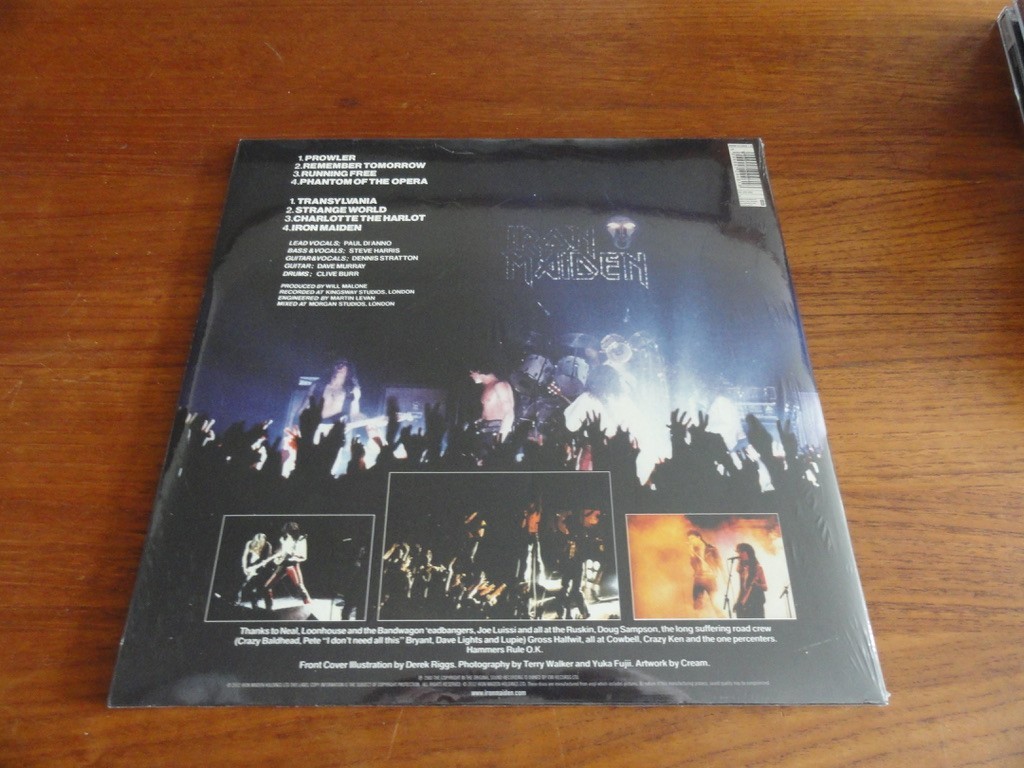 1. PROWLER
2. REMEMBER TOMORROW
3. RUNNING FREE
4. PHANTOM OF THE OPERA
1. TRANSYLVANIA
2. STRANGE WORLD
3. CHARLOTTE THE HARLOT
4. IRON MAIDEN
LEAD VOCALS; PAUL DI'ANNO
BASS & VOCALS; STEVE HARRIS
GUITAR & VOCALS; DENNIS STRATTON
GUITAR; DAVE MURRAY
DRUMS; CLIVE BURR
PRODUCED BY WILL MALONE
RECORDED AT KINGSWAY STUDIOS, LONDON
ENGINEERED BY MARTIN LEVAN
MIXED AT MORGAN STUDIOS, LONDON
IRON
MAIDEN
Thanks to Neal, Loonhouse and the Bandwagon 'eadbangers, Joe Luissi and all at the Ruskin, Doug Sampson, the long suffering road crew
(Crazy Baldhead, Pete "I don't need all this" Bryant, Dave Lights and Lupie) Gross Halfwit, all at Cowbell, Crazy Ken and the one percenters.
Hammers Rule O.K.
Front Cover Illustration by Derek Riggs. Photography by Terry Walker and Yuka Fujii. Artwork by Cream.
www.ironmaiden.com